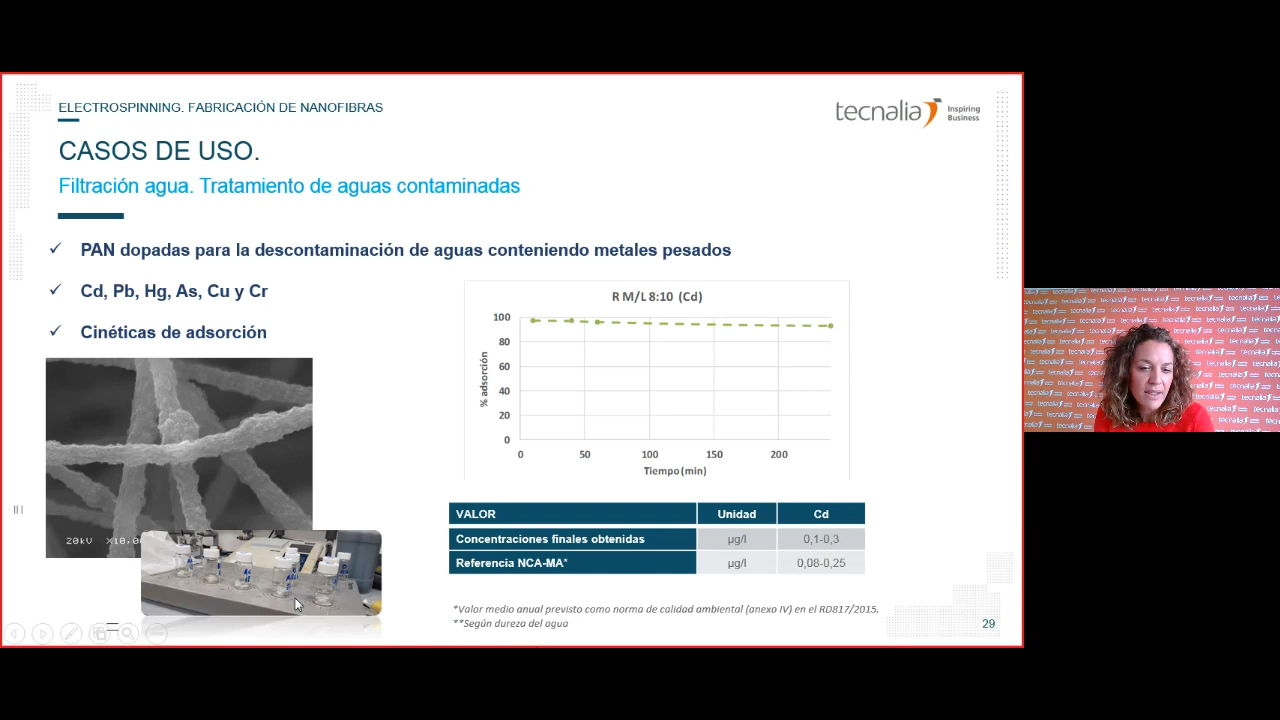 ELECTROSPINNING. FABRICACIÓN DE NANOFIBRAS
tecnalia Inspiring Business
CASOS DE USO.
Filtración agua. Tratamiento de aguas contaminadas
✓ PAN dopadas para la descontaminación de aguas conteniendo metales pesados
✓ Cd, Pb, Hg, As, Cu y Cr
✓ Cinéticas de adsorción
R M/L 8:10 (Cd)
% adsorción
100
80
60
40
20
0
0 50 100 150 200
Tiempo (min)
20kV X10,0
VALOR Unidad Cd
Concentraciones finales obtenidas µg/l 0,1-0,3
Referencia NCA-MA* µg/l 0,08-0,25
*Valor medio anual previsto como norma de calidad ambiental (anexo IV) en el RD817/2015.
**Según dureza del agua
29